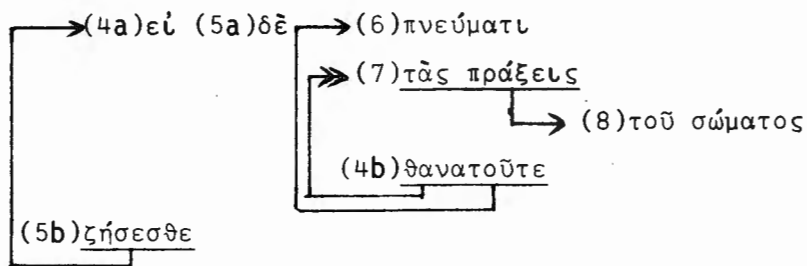 (4a)εἰ (5a)δὲ (6)πνεύματι
(7)τὰς πράξεις
(8)τοῦ σώματος
(4b)θανατοῦτε
(5b)ζήσεσθε